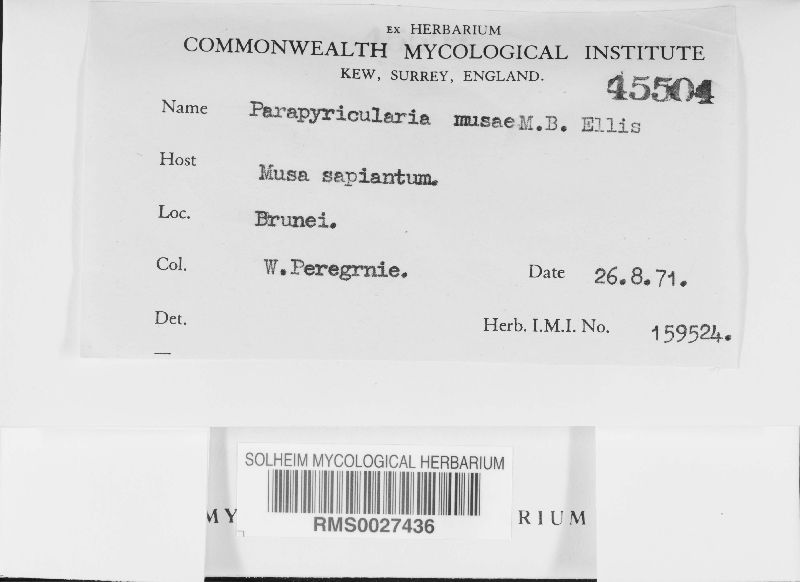 EX HERBARIUM
COMMONWEALTH MYCOLOGICAL INSTITUTE
KEW, SURREY, ENGLAND.
45504
Name Parapyricularia musae M.B. Ellis
Host Musa sapiantum.
Loc. Brunei.
Col. W.Peregrnie. Date 26.8.71.
Det. Herb. I.M.I. No. 159524.
SOLHEIM MYCOLOGICAL HERBARIUM
MY RIUM
RMS0027436